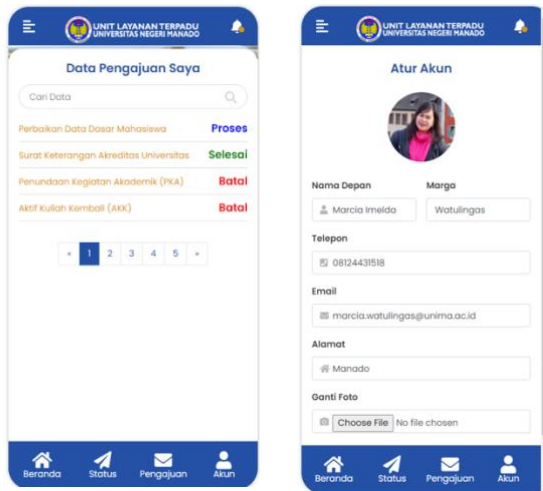 UNIT LAYANAN TERPADU
UNIVERSITAS NEGERI MANADO
Data Pengajuan Saya
Cari Data
Perbaikan Data Dasar Mahasiswa Proses
Surat Keterangan Akreditas Universitas Selesai
Penundaan Kegiatan Akademik (PKA) Batal
Aktif Kuliah Kembali (AKK) Batal
« 1 2 3 4 5 »
Beranda Status Pengajuan Akun
UNIT LAYANAN TERPADU
UNIVERSITAS NEGERI MANADO
Atur Akun
Nama Depan Marga
Marcia Imelda Watulingas
Telepon
08124431518
Email
marcia.watulingas@unima.ac.id
Alamat
Manado
Ganti Foto
Choose File No file chosen
Beranda Status Pengajuan Akun